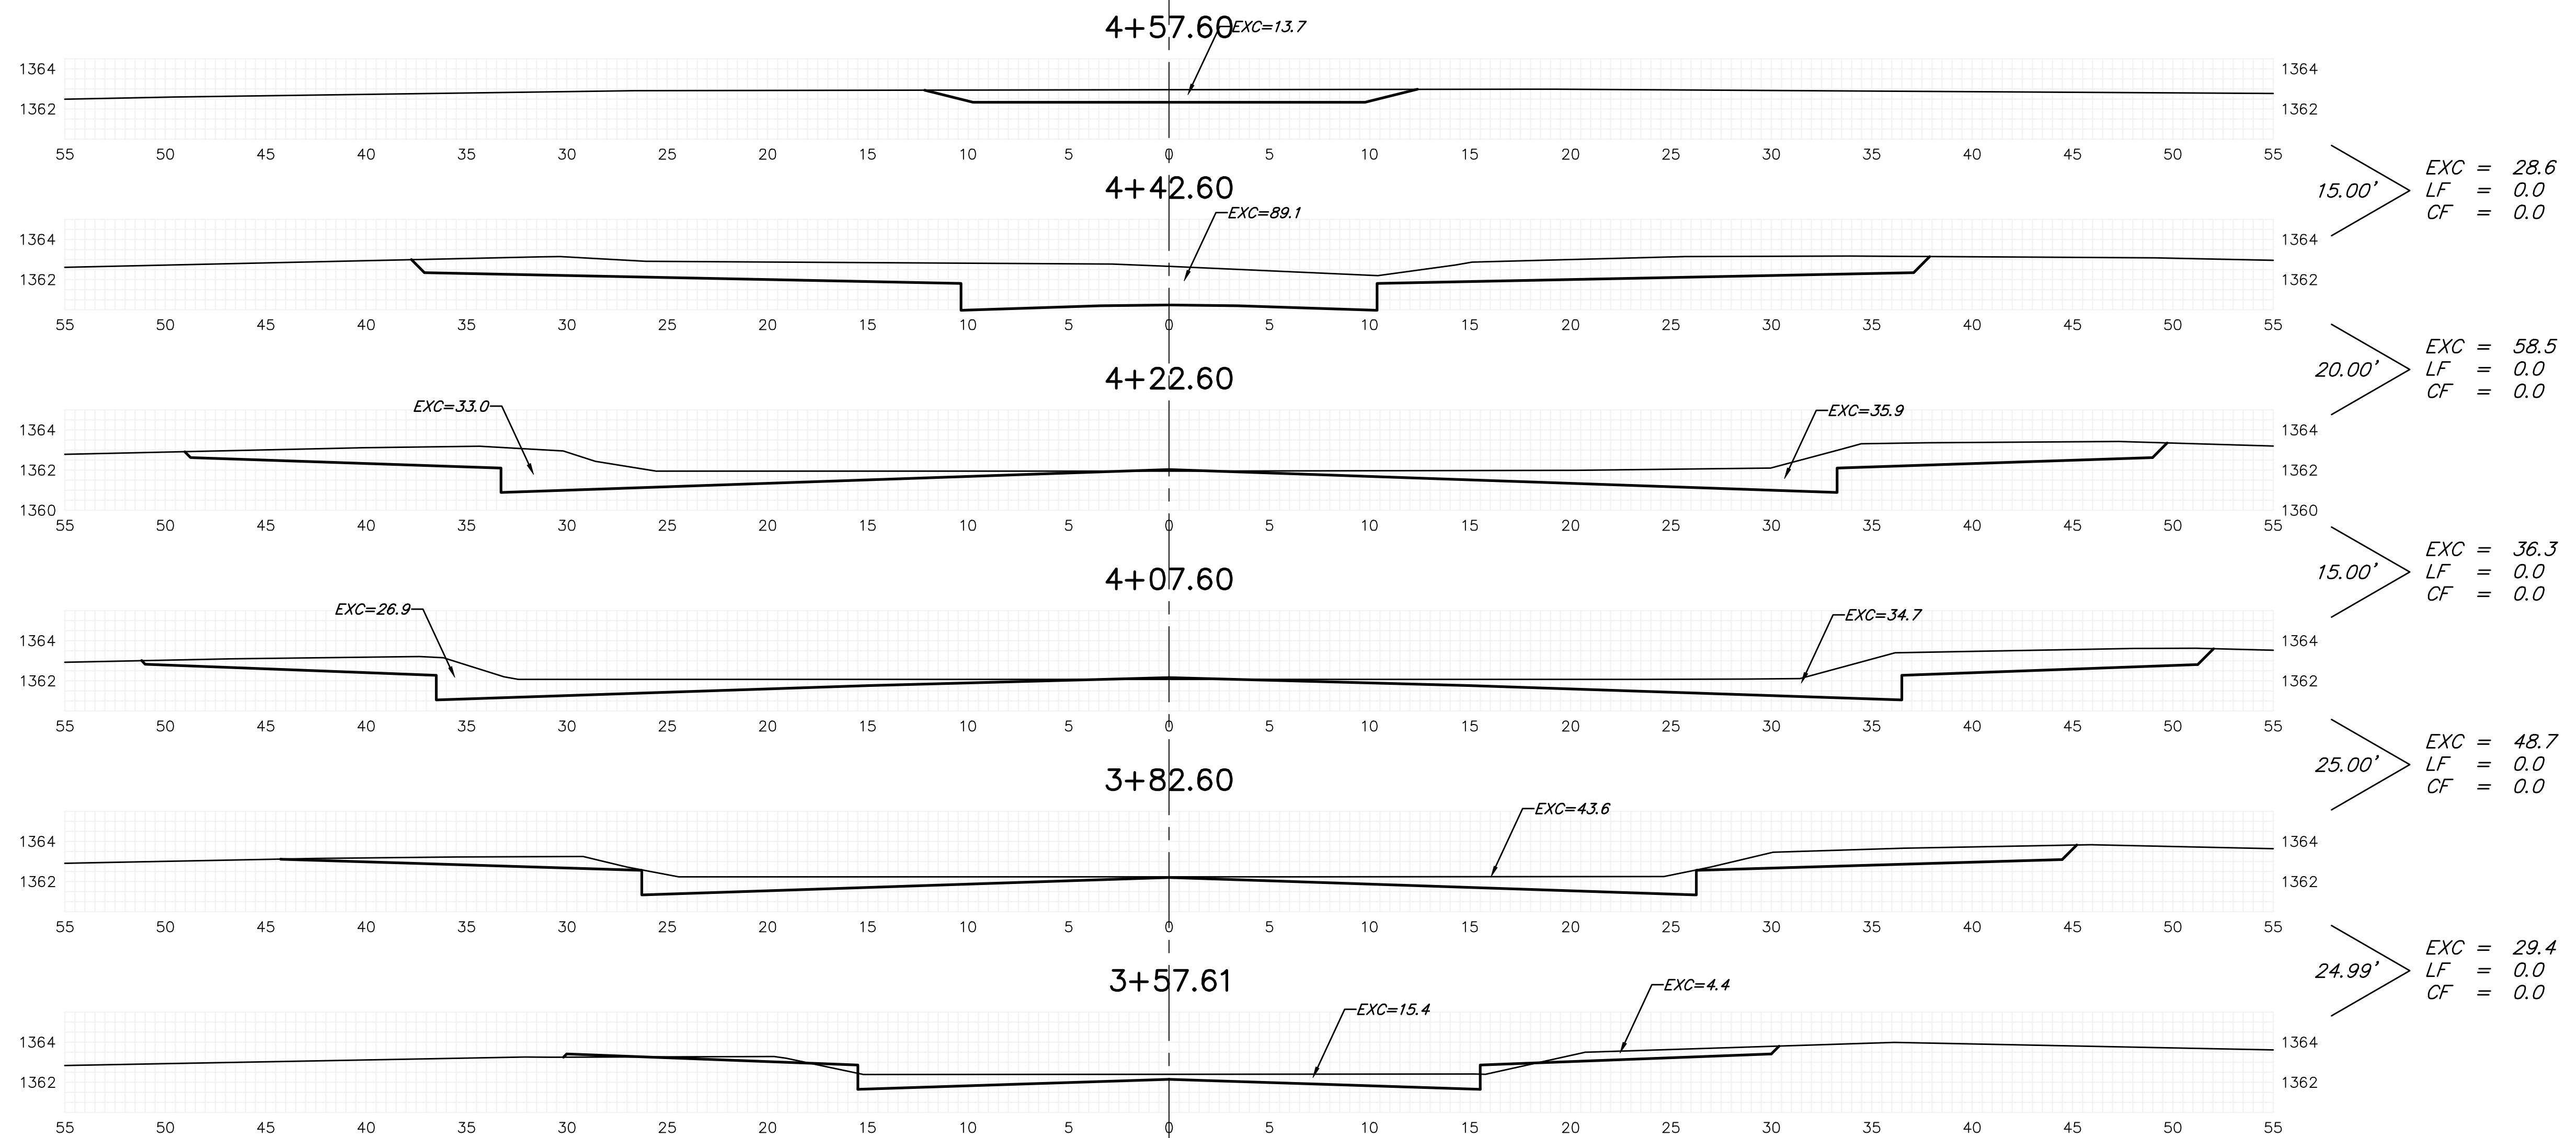 4+57.60
EXC=13.7
1364 1364
1362 1362
55 50 45 40 35 30 25 20 15 10 5 0 5 10 15 20 25 30 35 40 45 50 55
15.00'
EXC = 28.6
LF = 0.0
CF = 0.0
4+42.60
EXC=89.1
1364 1364
1362 1362
55 50 45 40 35 30 25 20 15 10 5 0 5 10 15 20 25 30 35 40 45 50 55
20.00'
EXC = 58.5
LF = 0.0
CF = 0.0
4+22.60
EXC=33.0 EXC=35.9
1364 1364
1362 1362
1360 1360
55 50 45 40 35 30 25 20 15 10 5 0 5 10 15 20 25 30 35 40 45 50 55
15.00'
EXC = 36.3
LF = 0.0
CF = 0.0
4+07.60
EXC=26.9 EXC=34.7
1364 1364
1362 1362
55 50 45 40 35 30 25 20 15 10 5 0 5 10 15 20 25 30 35 40 45 50 55
25.00'
EXC = 48.7
LF = 0.0
CF = 0.0
3+82.60
EXC=43.6
1364 1364
1362 1362
55 50 45 40 35 30 25 20 15 10 5 0 5 10 15 20 25 30 35 40 45 50 55
24.99'
EXC = 29.4
LF = 0.0
CF = 0.0
3+57.61
EXC=15.4 EXC=4.4
1364 1364
1362 1362
55 50 45 40 35 30 25 20 15 10 5 0 5 10 15 20 25 30 35 40 45 50 55